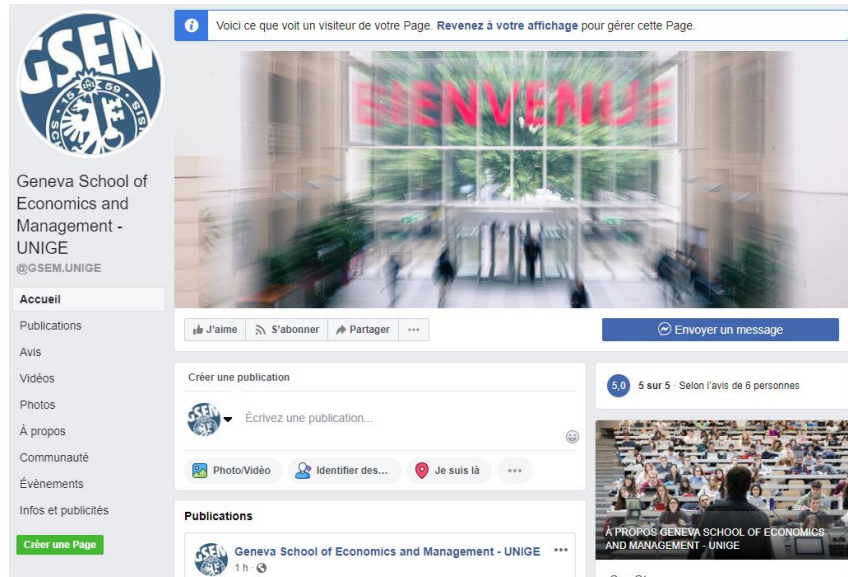 GSEM
1559
Geneva School of
Economics and
Management -
UNIGE
@GSEM.UNIGE
Accueil
Publications
Avis
Vidéos
Photos
À propos
Communauté
Évènements
Infos et publicités
Créer une Page
Voici ce que voit un visiteur de votre Page. Revenez à votre affichage pour gérer cette Page.
BIENVENUE
J'aime
S'abonner
Partager
Envoyer un message
Créer une publication
Écrivez une publication...
Photo/Vidéo
Identifier des...
Je suis là
Publications
Geneva School of Economics and Management - UNIGE
1 h
5,0
5 sur 5 · Selon l'avis de 6 personnes
À PROPOS GENEVA SCHOOL OF ECONOMICS
AND MANAGEMENT - UNIGE